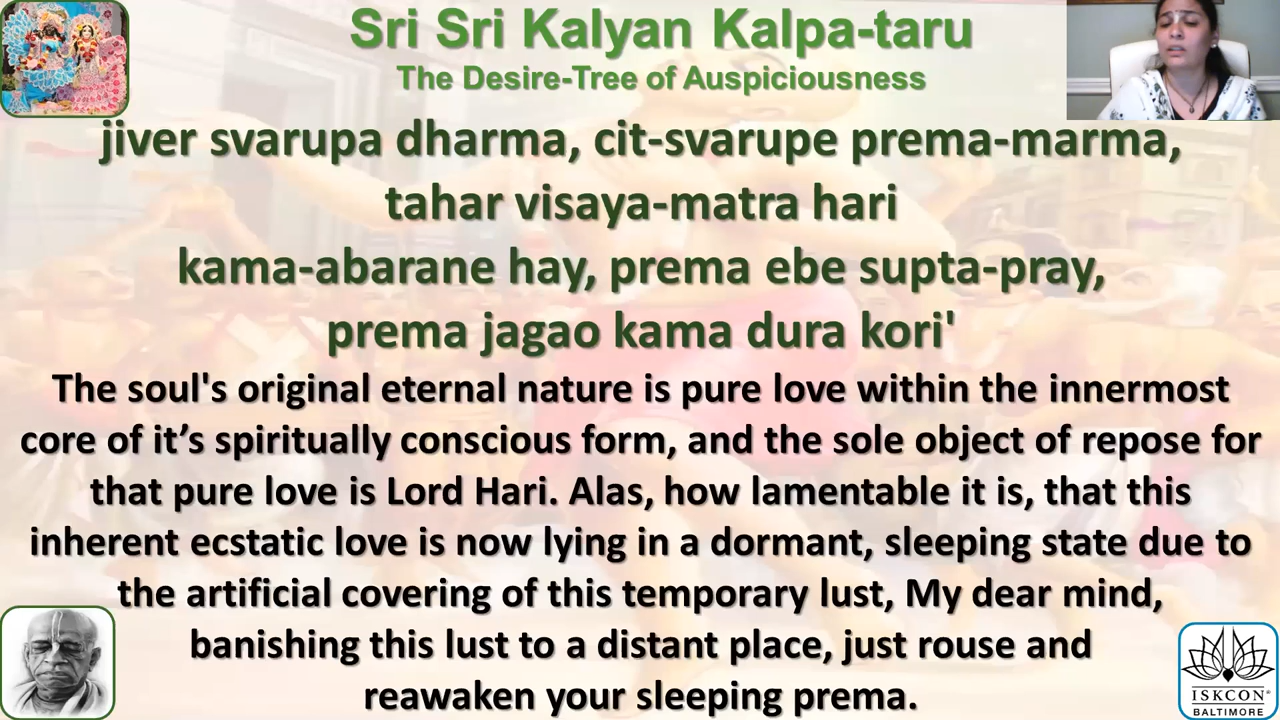 Sri Sri Kalyan Kalpa-taru
The Desire-Tree of Auspiciousness
jiver svarupa dharma, cit-svarupe prema-marma,
tahar visaya-matra hari
kama-abarane hay, prema ebe supta-pray,
prema jagao kama dura kori'
The soul's original eternal nature is pure love within the innermost
core of it’s spiritually conscious form, and the sole object of repose for
that pure love is Lord Hari. Alas, how lamentable it is, that this
inherent ecstatic love is now lying in a dormant, sleeping state due to
the artificial covering of this temporary lust, My dear mind,
banishing this lust to a distant place, just rouse and
reawaken your sleeping prema.
ISKCON®
BALTIMORE